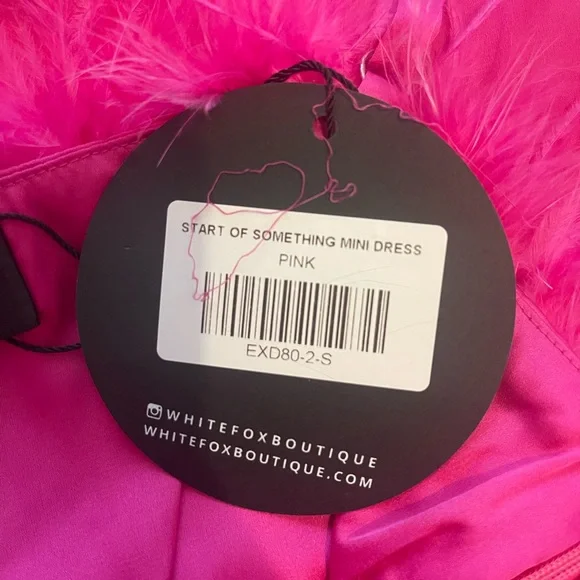 START OF SOMETHING MINI DRESS
PINK
EXD80-2-S
WHITEFOXBOUTIQUE
WHITEFOXBOUTIQUE.COM